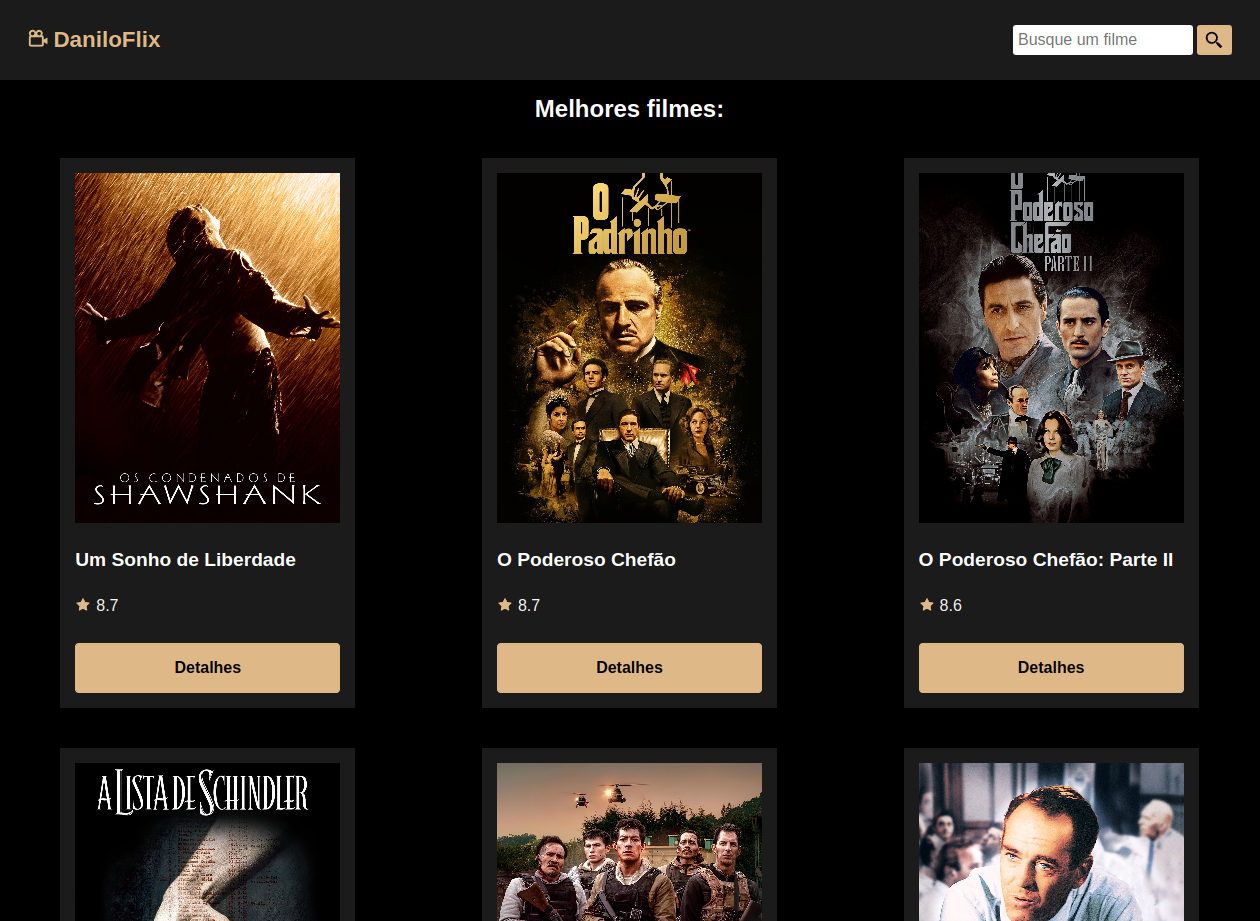 DaniloFlix
Busque um filme
Melhores filmes:
OS CONDENADOS DE
SHAWSHANK
O
Padrinho
O
Poderoso
Chefão
PARTE II
Um Sonho de Liberdade
O Poderoso Chefão
O Poderoso Chefão: Parte II
8.7
8.7
8.6
Detalhes
Detalhes
Detalhes
A LISTA DE SCHINDLER